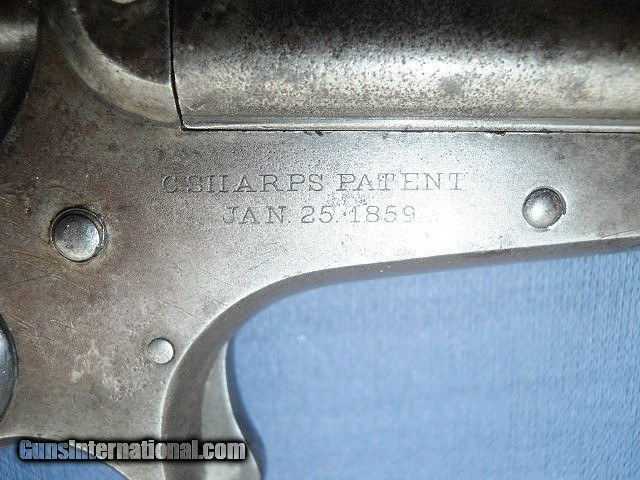 C SHARPS PATENT
JAN. 25. 1859
GunsInternational.com